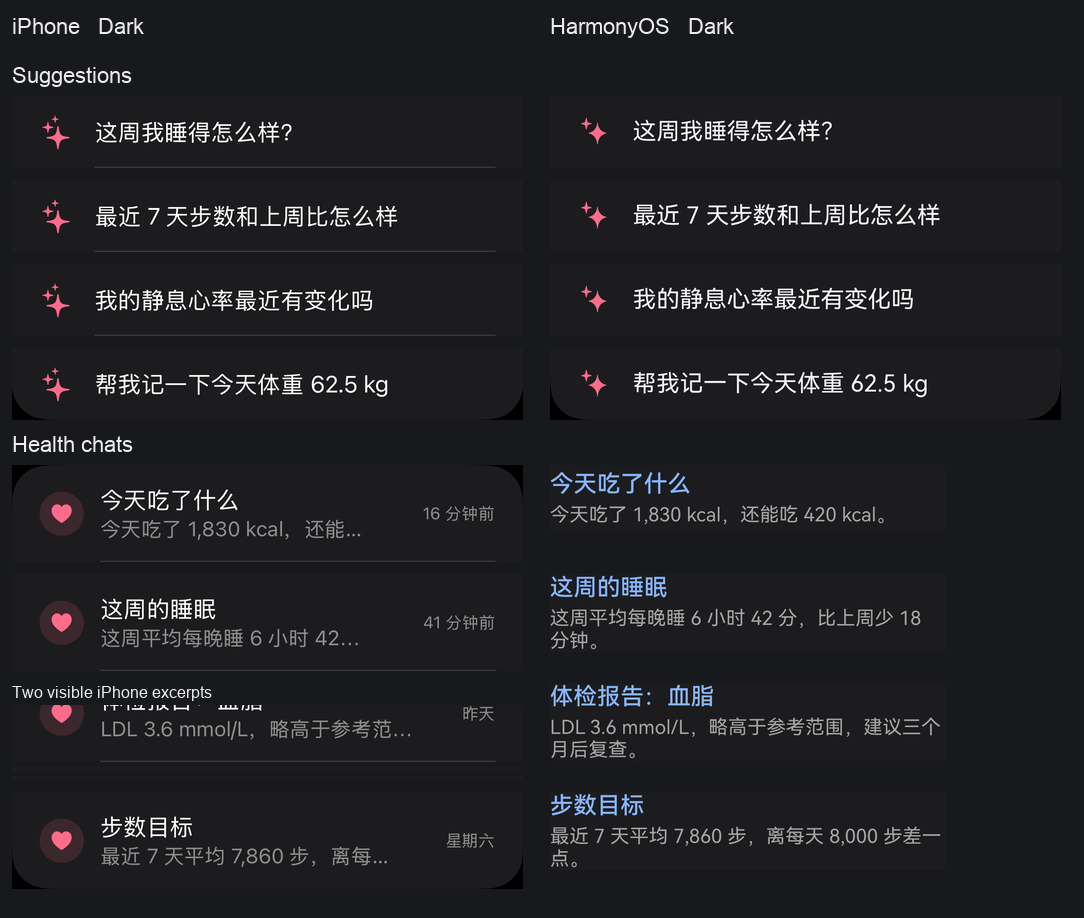 iPhone Dark
HarmonyOS Dark
Suggestions
这周我睡得怎么样？
最近 7 天步数和上周比怎么样
我的静息心率最近有变化吗
帮我记一下今天体重 62.5 kg
这周我睡得怎么样？
最近 7 天步数和上周比怎么样
我的静息心率最近有变化吗
帮我记一下今天体重 62.5 kg
Health chats
今天吃了什么
16 分钟前
今天吃了 1,830 kcal，还能…
这周的睡眠
41 分钟前
这周平均每晚睡 6 小时 42…
Two visible iPhone excerpts
体检报告：血脂
昨天
LDL 3.6 mmol/L，略高于参考范…
步数目标
星期六
最近 7 天平均 7,860 步，离每…
今天吃了什么
今天吃了 1,830 kcal，还能吃 420 kcal。
这周的睡眠
这周平均每晚睡 6 小时 42 分，比上周少 18
分钟。
体检报告：血脂
LDL 3.6 mmol/L，略高于参考范围，建议三个
月后复查。
步数目标
最近 7 天平均 7,860 步，离每天 8,000 步差一
点。